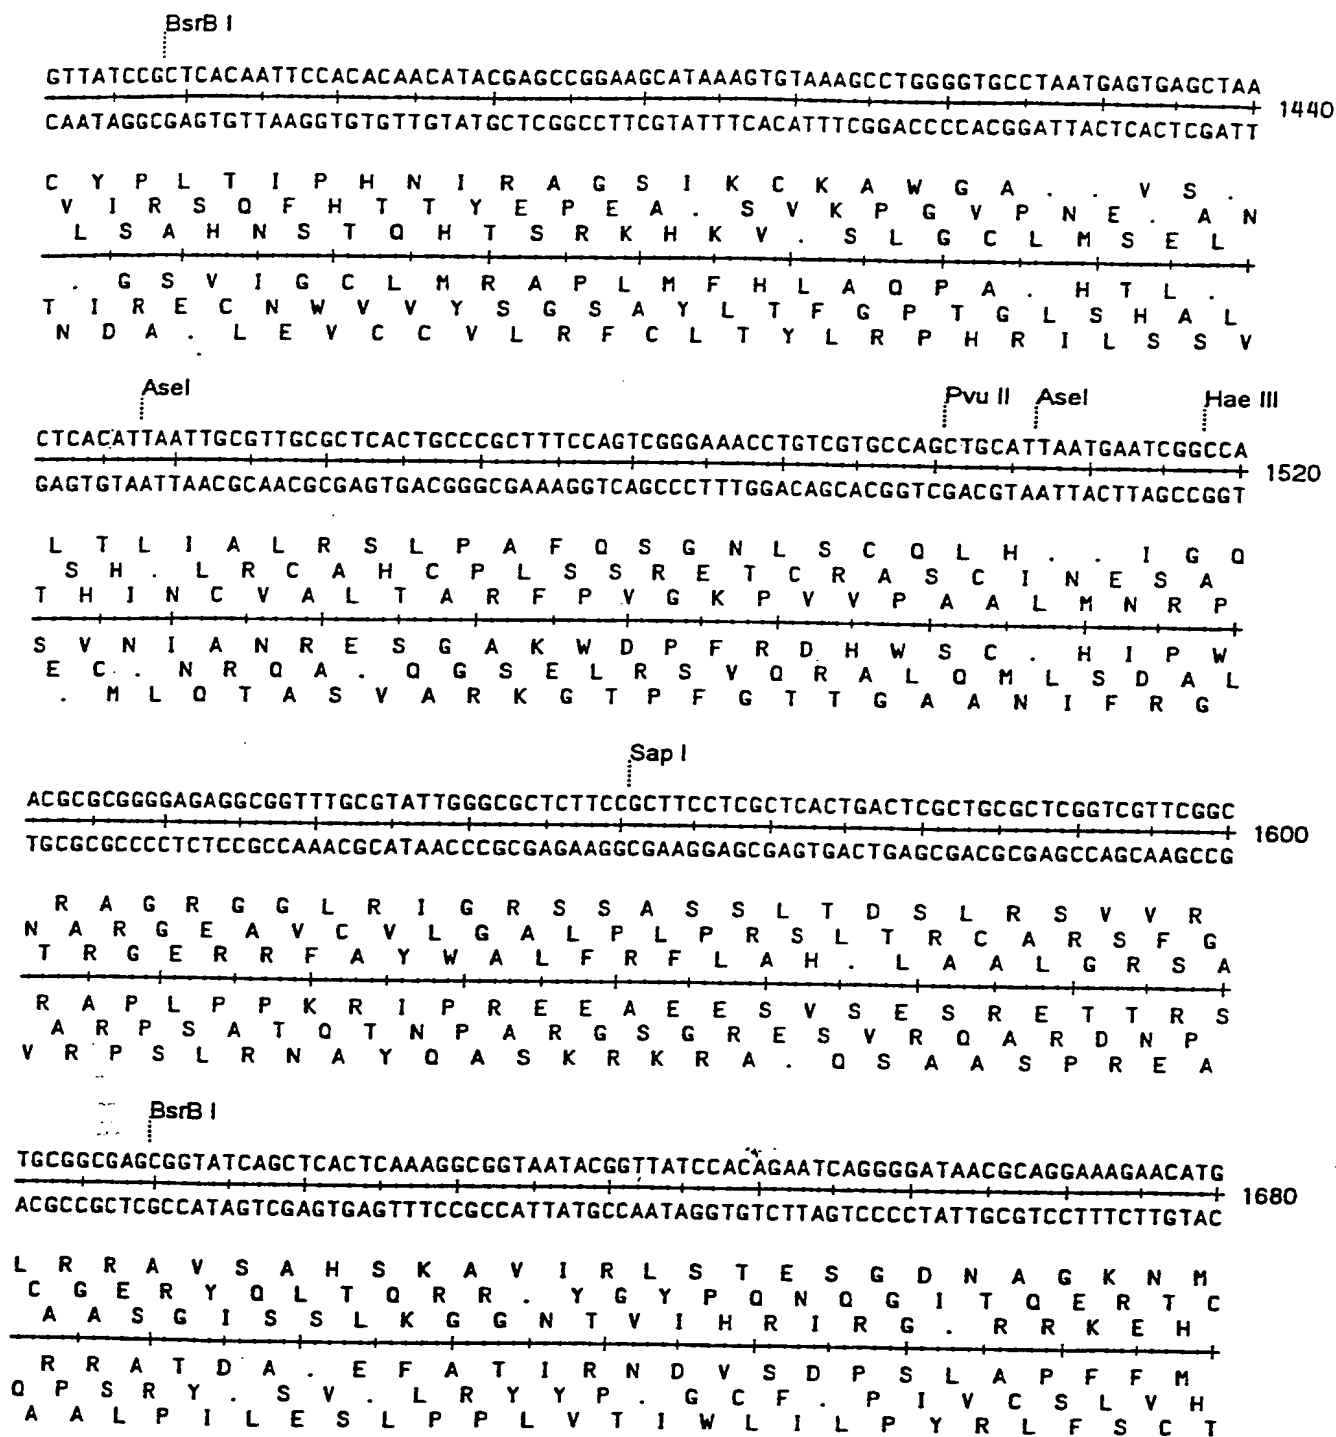 BsrB I
GTTATCCGCTCACAATTCCACACAACATACGAGCCGGAAGCATAAAGTGTAAAGCCTGGGGTGCCTAATGAGTGAGCTAA
1440
CAATAGGCGAGTGTTAAGGTGTGTTGTATGCTCGGCCTTCGTATTTCACATTTCGGACCCCACGGATTACTCACTCGATT
C Y P L T I P H N I R A G S I K C K A W G A . . V S .
V I R S Q F H T T Y E P E A . S V K P G V P N E . A N
L S A H N S T Q H T S R K H K V . S L G C L M S E L
. G S V I G C L M R A P L M F H L A Q P A . H T L .
T I R E C N W V V Y S G S A Y L T F G P T G L S H A L
N D A . L E V C C V L R F C L T Y L R P H R I L S S V
AseI
Pvu II
AseI
Hae III
CTCACATTAATTGCGTTGCGCTCACTGCCCGCTTTCCAGTCGGGAAACCTGTCGTGCCAGCTGCATTAATGAATCGGCCA
1520
GAGTGTAATTAACGCAACGCGAGTGACGGGCGAAAGGTCAGCCCTTTGGACAGCACGGTCGACGTAATTACTTAGCCGGT
L T L I A L R S L P A F Q S G N L S C Q L H . . I G Q
S H . L R C A H C P L S S R E T C R A S C I N E S A
T H I N C V A L T A R F P V G K P V V P A A L M N R P
S V N I A N R E S G A K W D P F R D H W S C . H I P W
E C . N R Q A . Q G S E L R S V Q R A L Q M L S D A L
. M L Q T A S V A R K G T P F G T T G A A N I F R G
Sap I
ACGCGCGGGGAGAGGCGGTTTGCGTATTGGGCGCTCTTCCGCTTCCTCGCTCACTGACTCGCTGCGCTCGGTCGTTCGGC
1600
TGCGCGCCCCTCTCCGCCAAACGCATAACCCGCGAGAAGGCGAAGGAGCGAGTGACTGAGCGACGCGAGCCAGCAAGCCG
R A G R G G L R I G R S S A S S L T D S L R S V V R
N A R G E A V C V L G A L P L P R S L T R C A R S F G
T R G E R R F A Y W A L F R F L A H . L A A L G R S A
R A P L P P K R I P R E E A E E S V S E S R E T T R S
A R P S A T Q T N P A R G S G R E S V R Q A R D N P
V R P S L R N A Y Q A S K R K R A . Q S A A S P R E A
BsrB I
TGCGGCGAGCGGTATCAGCTCACTCAAAGGCGGTAATACGGTTATCCACAGAATCAGGGGATAACGCAGGAAAGAACATG
1680
ACGCCGCTCGCCATAGTCGAGTGAGTTTCCGCCATTATGCCAATAGGTGTCTTAGTCCCCTATTGCGTCCTTTCTTGTAC
L R R A V S A H S K A V I R L S T E S G D N A G K N M
C G E R Y Q L T Q R R . Y G Y P Q N Q G I T Q E R T C
A A S G I S S L K G G N T V I H R I R G . R R K E H
R R A T D A . E F A T I R N D V S D P S L A P F F M
Q P S R Y . S V . L R Y Y P . G C F . P I V C S L V H
A A L P I L E S L P P L V T I W L I L P Y R L F S C T